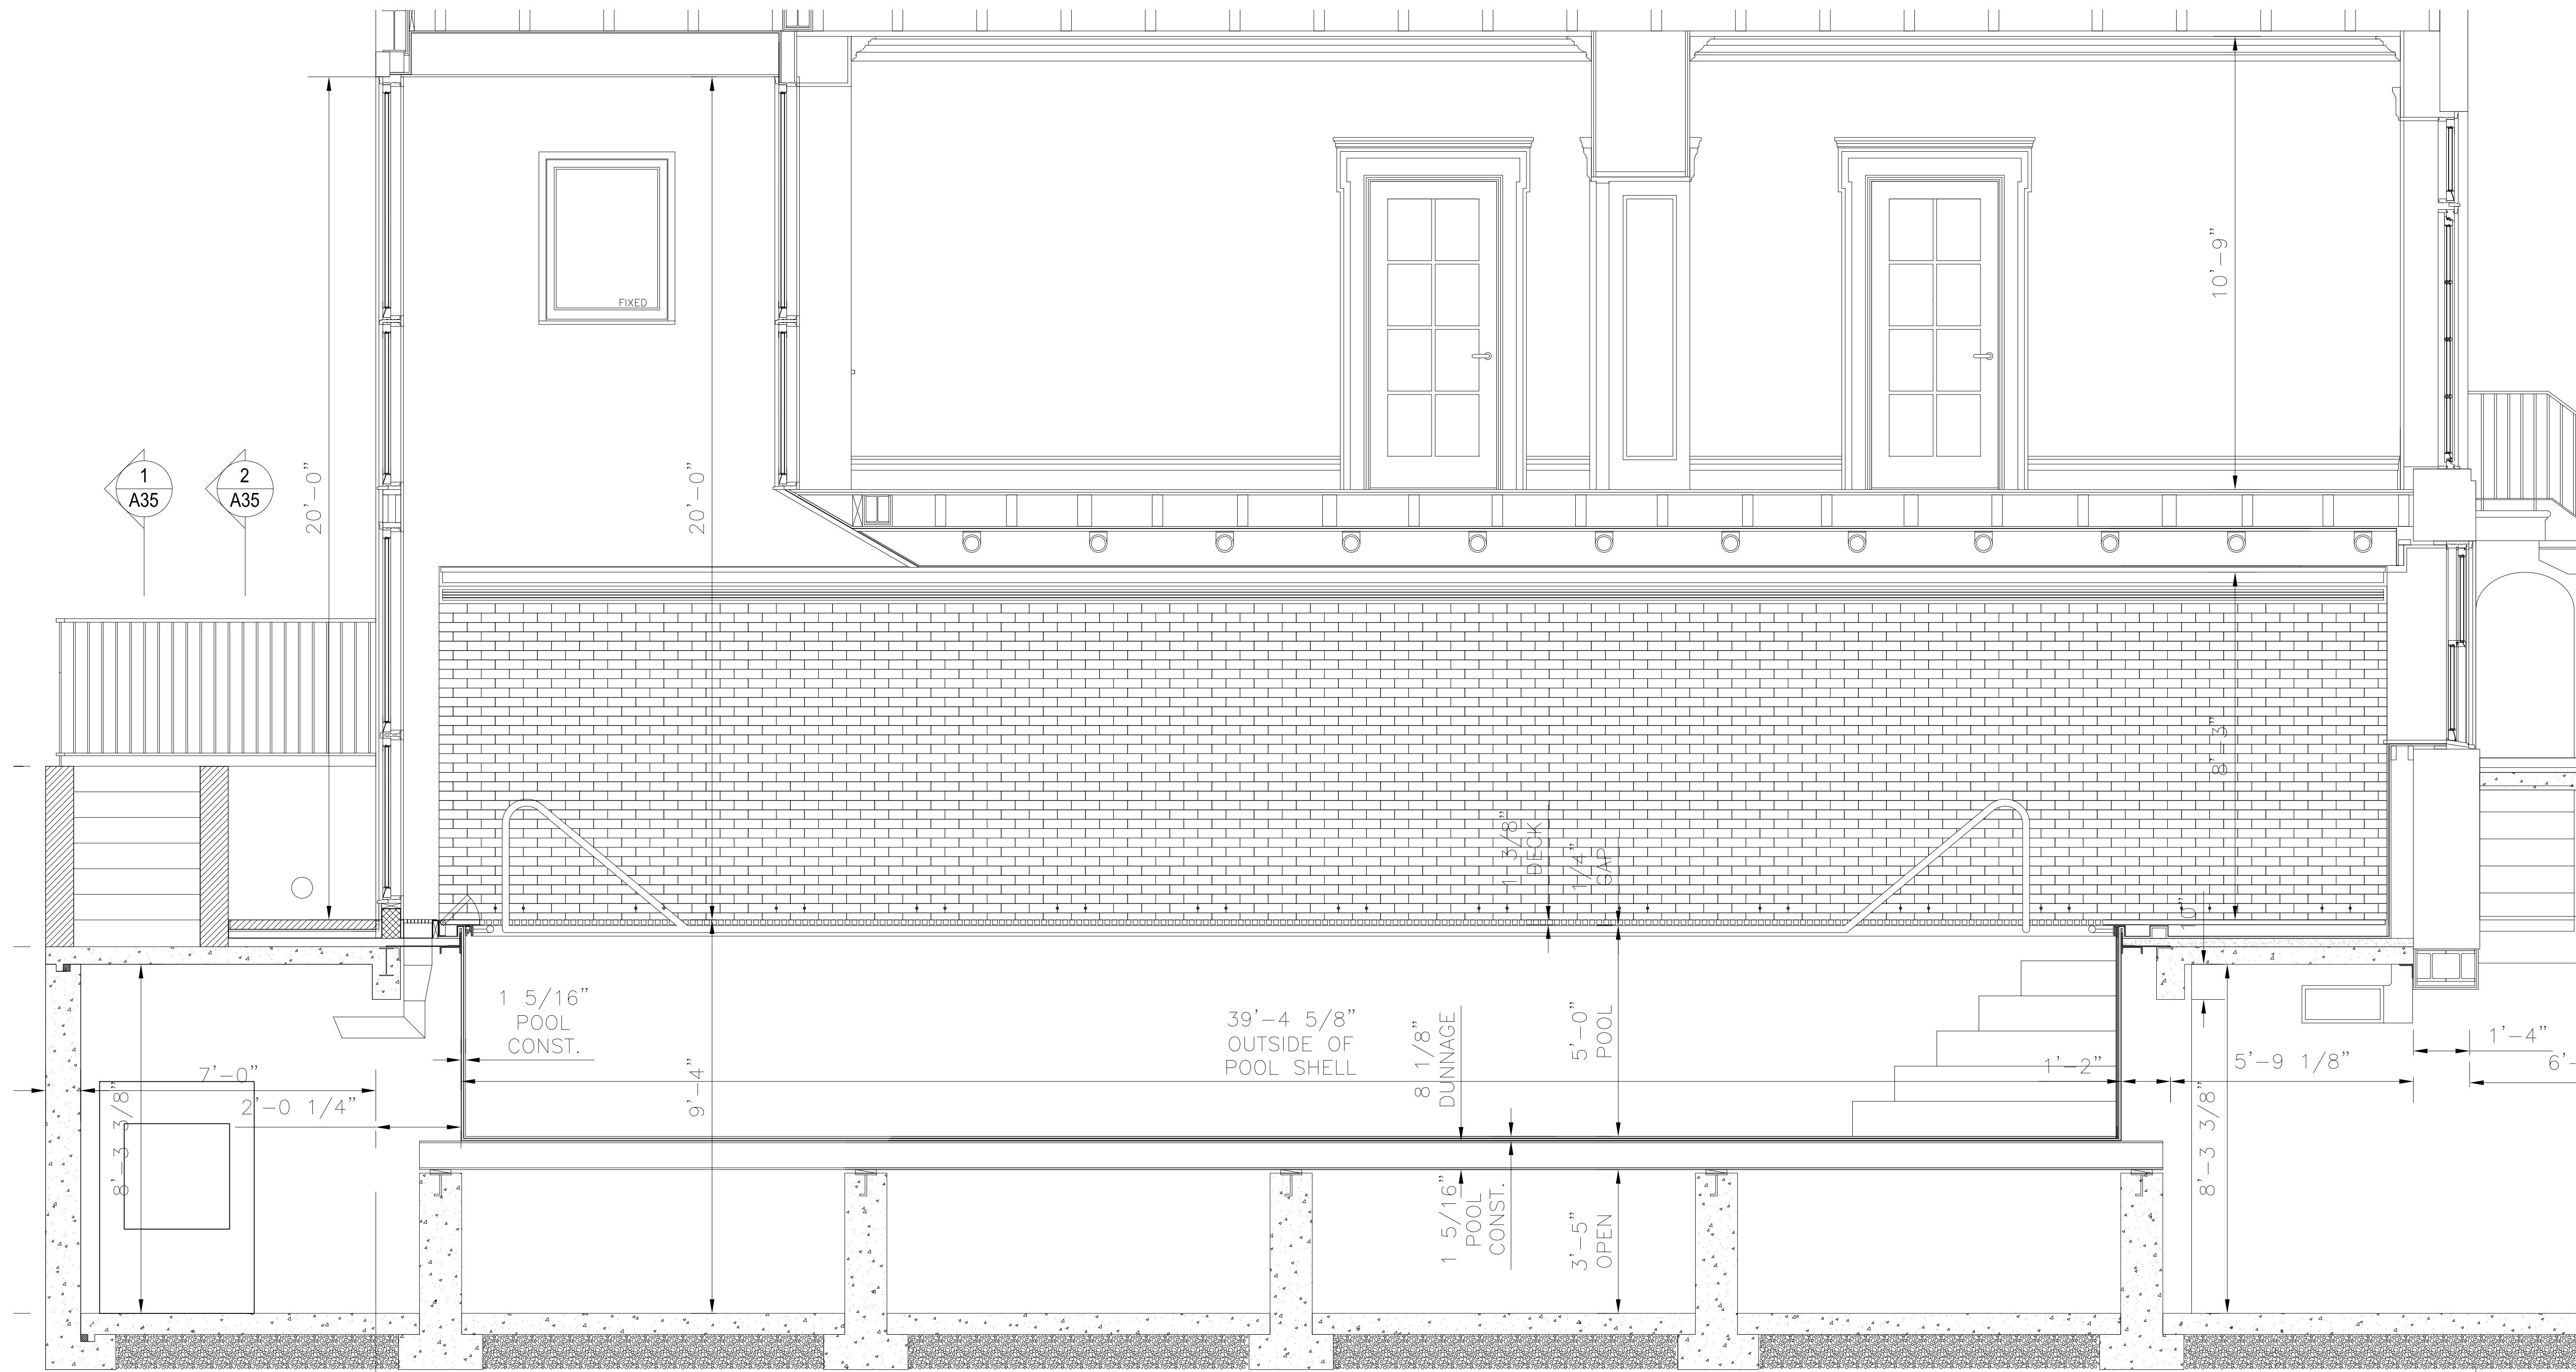 10'-9"
FIXED
1
A35
2
A35
20'-0"
20'-0"
8'-3"
1 3/8"
DECK
1/4"
GAP
10"
1 5/16"
POOL
CONST.
39'-4 5/8"
OUTSIDE OF
POOL SHELL
8 1/8"
DUNNAGE
5'-0"
POOL
1'-4"
7'-0"
9'-4"
1'-2"
5'-9 1/8"
6'-
2'-0 1/4"
8'-3 3/8"
8'-3 3/8"
1 5/16"
POOL
CONST.
3'-5"
OPEN